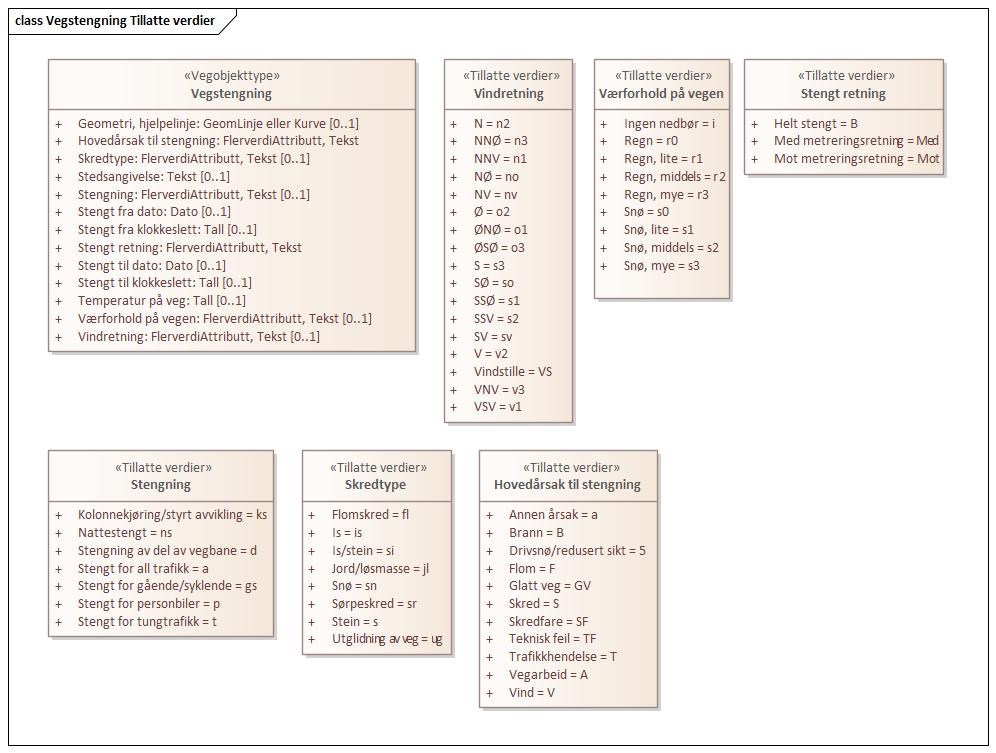 class Vegstengning Tillatte verdier
«Vegobjekttype»
Vegstengning
+ Geometri, hjelpelinje: GeomLinje eller Kurve [0..1]
+ Hovedårsak til stengning: FlerverdiAttributt, Tekst
+ Skredtype: FlerverdiAttributt, Tekst [0..1]
+ Stedsangivelse: Tekst [0..1]
+ Stengning: FlerverdiAttributt, Tekst [0..1]
+ Stengt fra dato: Dato [0..1]
+ Stengt fra klokkeslett: Tall [0..1]
+ Stengt retning: FlerverdiAttributt, Tekst
+ Stengt til dato: Dato [0..1]
+ Stengt til klokkeslett: Tall [0..1]
+ Temperatur på veg: Tall [0..1]
+ Værforhold på vegen: FlerverdiAttributt, Tekst [0..1]
+ Vindretning: FlerverdiAttributt, Tekst [0..1]
«Tillatte verdier»
Vindretning
+ N = n2
+ NNØ = n3
+ NNV = n1
+ NØ = no
+ NV = nv
+ Ø = o2
+ ØNØ = o1
+ ØSØ = o3
+ S = s3
+ SØ = so
+ SSØ = s1
+ SSV = s2
+ SV = sv
+ V = v2
+ Vindstille = VS
+ VNV = v3
+ VSV = v1
«Tillatte verdier»
Værforhold på vegen
+ Ingen nedbør = i
+ Regn = r0
+ Regn, lite = r1
+ Regn, middels = r2
+ Regn, mye = r3
+ Snø = s0
+ Snø, lite = s1
+ Snø, middels = s2
+ Snø, mye = s3
«Tillatte verdier»
Stengt retning
+ Helt stengt = B
+ Med metreringsretning = Med
+ Mot metreringsretning = Mot
«Tillatte verdier»
Stengning
+ Kolonnekjøring/styrt avvikling = ks
+ Nattestengt = ns
+ Stengning av del av vegbane = d
+ Stengt for all trafikk = a
+ Stengt for gående/syklende = gs
+ Stengt for personbiler = p
+ Stengt for tungtrafikk = t
«Tillatte verdier»
Skredtype
+ Flomskred = fl
+ Is = is
+ Is/stein = si
+ Jord/løsmasse = jl
+ Snø = sn
+ Sørpeskred = sr
+ Stein = s
+ Utglidning av veg = ug
«Tillatte verdier»
Hovedårsak til stengning
+ Annen årsak = a
+ Brann = B
+ Drivsnø/redusert sikt = 5
+ Flom = F
+ Glatt veg = GV
+ Skred = S
+ Skredfare = SF
+ Teknisk feil = TF
+ Trafikkhendelse = T
+ Vegarbeid = A
+ Vind = V